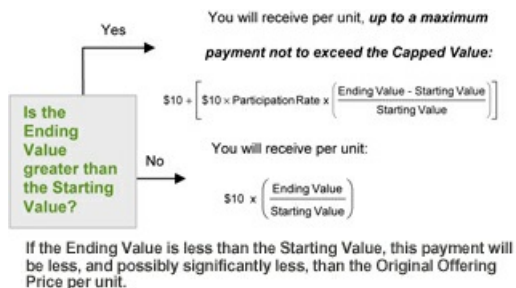 You will receive per unit, up to a maximum
payment not to exceed the Capped Value:
Yes
$10 + [$10 x Participation Rate x (Ending Value - Starting Value / Starting Value)]
Is the
Ending
Value
greater than
the Starting
Value?
No
You will receive per unit:
$10 x (Ending Value / Starting Value)
If the Ending Value is less than the Starting Value, this payment will
be less, and possibly significantly less, than the Original Offering
Price per unit.